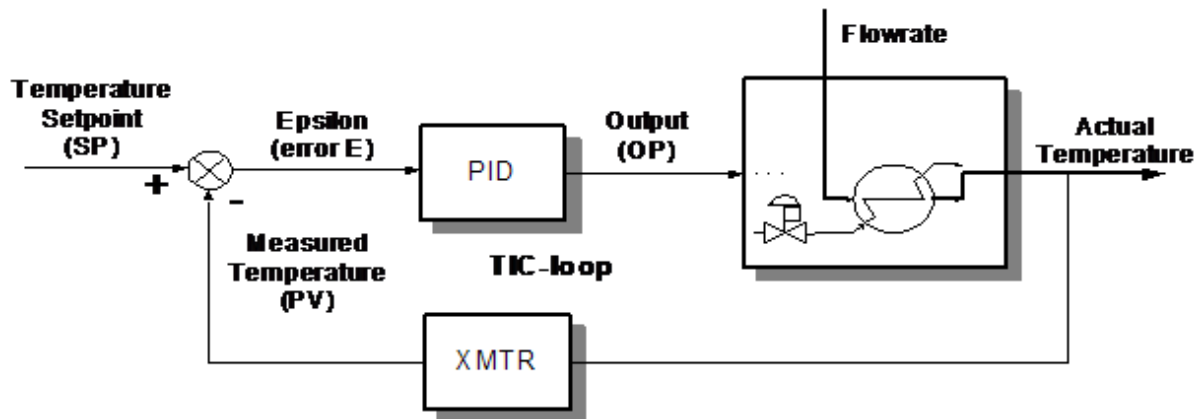 Flowrate
Temperature
Setpoint
(SP)
Epsilon
(error E)
Output
(OP)
Actual
Temperature
+
PID
-
Measured
Temperature
(PV)
TIC-loop
XMTR